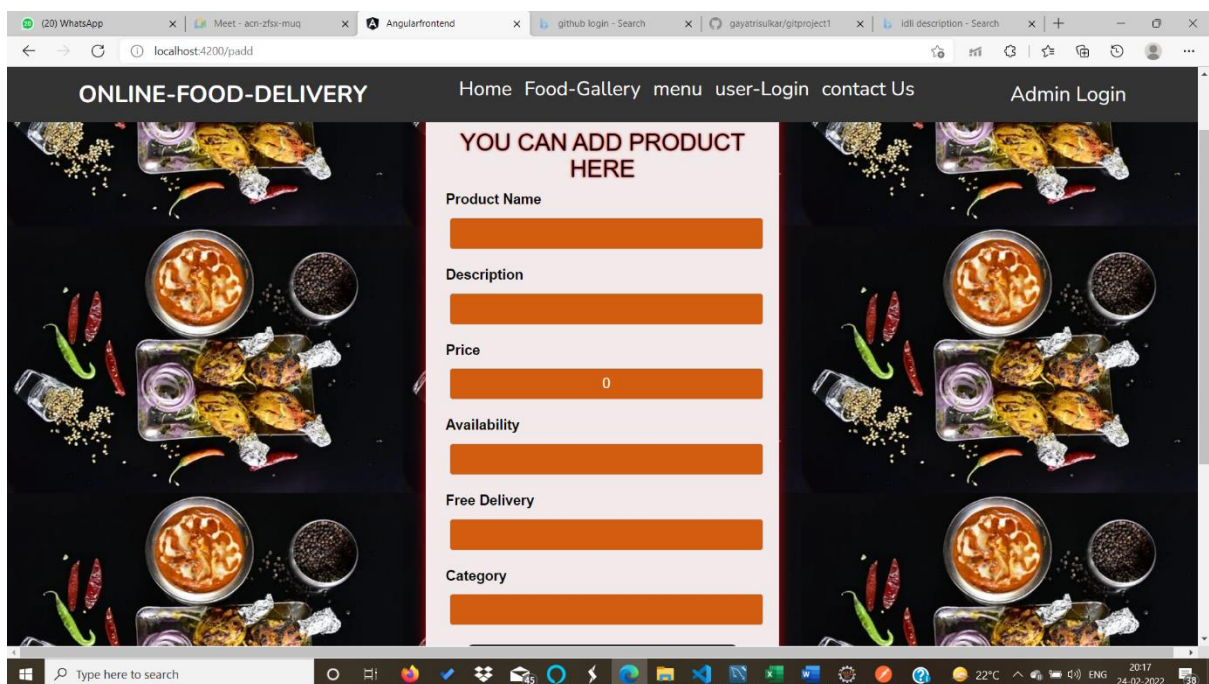 (20) WhatsApp
Meet - acn-zfsx-muq
Angularfrontend
github login - Search
gayatrisulkar/gitproject1
idli description - Search
localhost:4200/padd
ONLINE-FOOD-DELIVERY
Home Food-Gallery menu user-Login contact Us
Admin Login
YOU CAN ADD PRODUCT
HERE
Product Name
Description
Price
0
Availability
Free Delivery
Category
Type here to search
45
22°C
ENG
20:17
24-02-2022
38